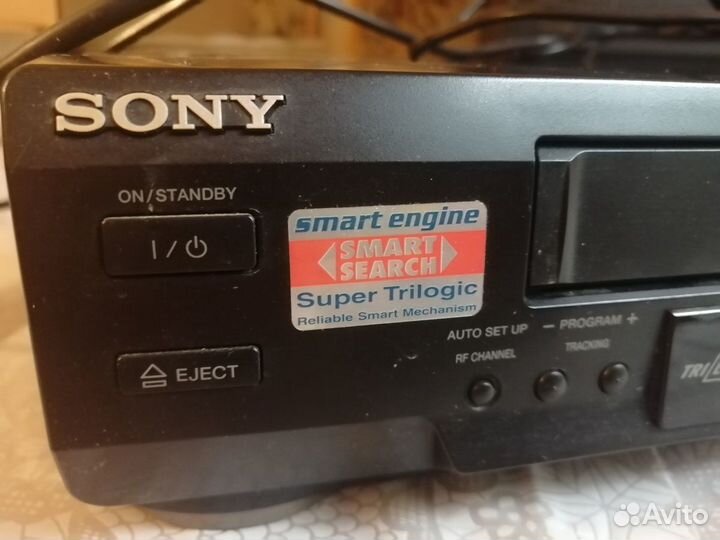 SONY
ON/STANDBY
I/⏻
smart engine
SMART
SEARCH
Super Trilogic
Reliable Smart Mechanism
EJECT
AUTO SET UP
RF CHANNEL
− PROGRAM +
TRACKING
Avito